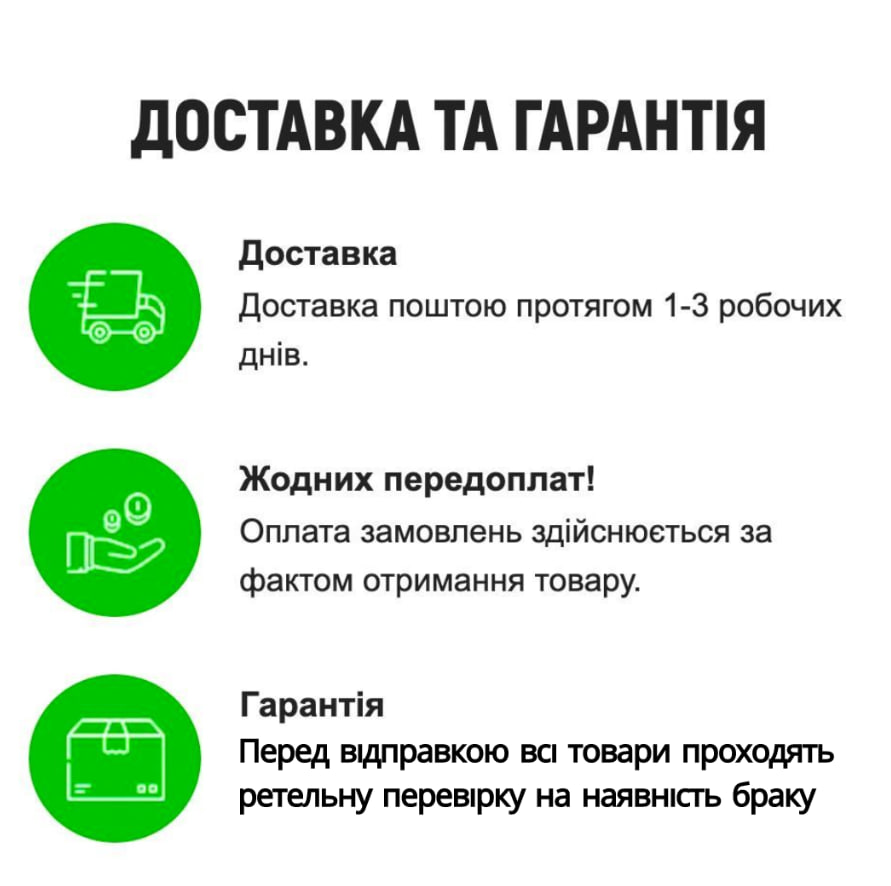 ДОСТАВКА ТА ГАРАНТІЯ
Доставка
Доставка поштою протягом 1-3 робочих
днів.
Жодних передоплат!
Оплата замовлень здійснюється за
фактом отримання товару.
Гарантія
Перед відправкою всі товари проходять
ретельну перевірку на наявність браку